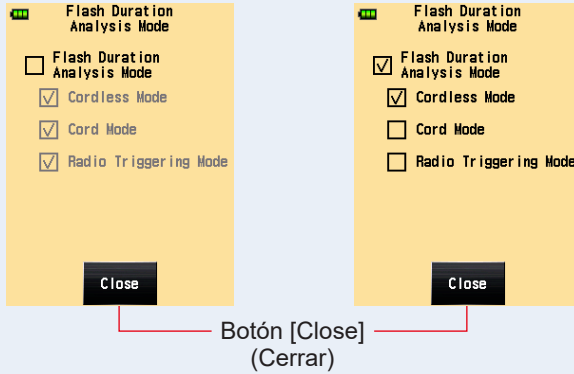 Flash Duration
Analysis Mode
Flash Duration
Analysis Mode
Cordless Mode
Cord Mode
Radio Triggering Mode
Close
Flash Duration
Analysis Mode
Flash Duration
Analysis Mode
Cordless Mode
Cord Mode
Radio Triggering Mode
Close
Botón [Close]
(Cerrar)